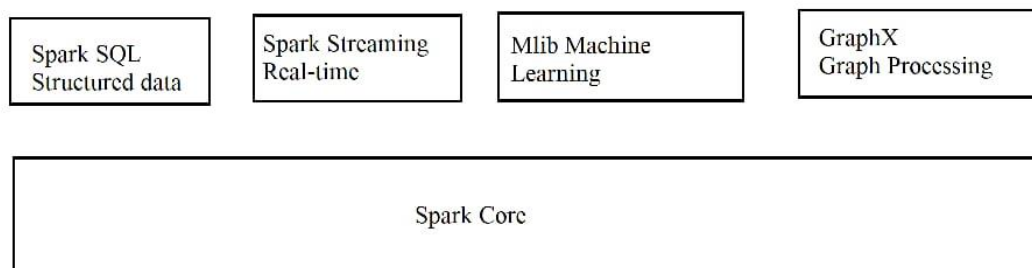 Spark SQL
Structured data
Spark Streaming
Real-time
Mlib Machine
Learning
GraphX
Graph Processing
Spark Core